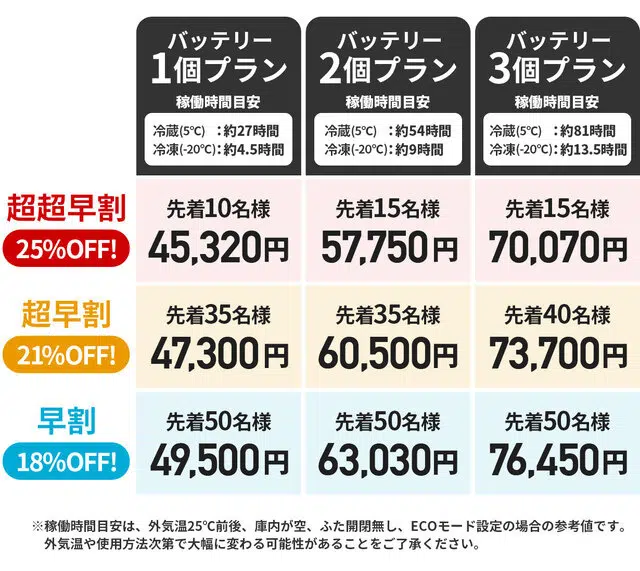 バッテリー
1個プラン
稼働時間目安
冷蔵(5℃) ：約27時間
冷凍(-20℃)：約4.5時間
バッテリー
2個プラン
稼働時間目安
冷蔵(5℃) ：約54時間
冷凍(-20℃)：約9時間
バッテリー
3個プラン
稼働時間目安
冷蔵(5℃) ：約81時間
冷凍(-20℃)：約13.5時間
超超早割
25%OFF!
先着10名様
45,320円
先着15名様
57,750円
先着15名様
70,070円
超早割
21%OFF!
先着35名様
47,300円
先着35名様
60,500円
先着40名様
73,700円
早割
18%OFF!
先着50名様
49,500円
先着50名様
63,030円
先着50名様
76,450円
※稼働時間目安は、外気温25℃前後、庫内が空、ふた開閉無し、ECOモード設定の場合の参考値です。
外気温や使用方法次第で大幅に変わる可能性があることをご了承ください。